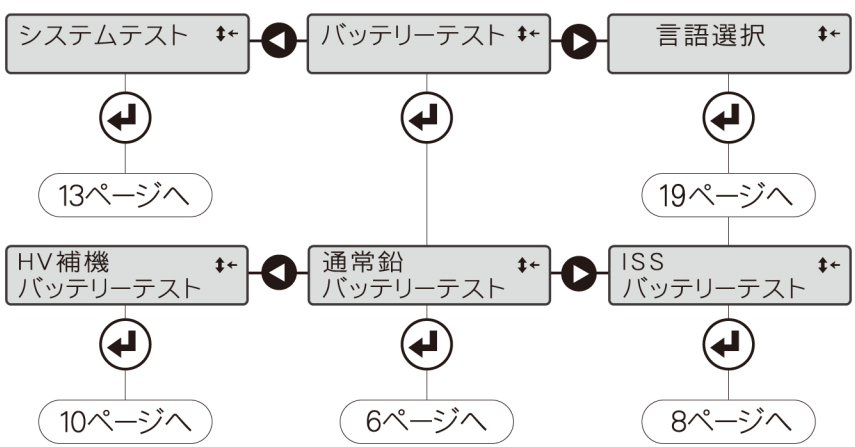 システムテスト
バッテリーテスト
言語選択
13ページへ
19ページへ
HV補機
バッテリーテスト
通常鉛
バッテリーテスト
ISS
バッテリーテスト
10ページへ
6ページへ
8ページへ